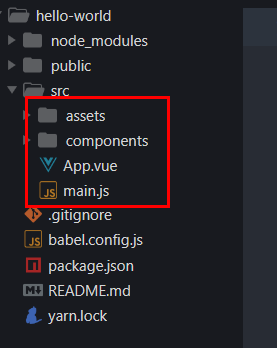 hello-world
node_modules
public
src
assets
components
App.vue
JS main.js
.gitignore
JS babel.config.js
package.json
README.md
yarn.lock